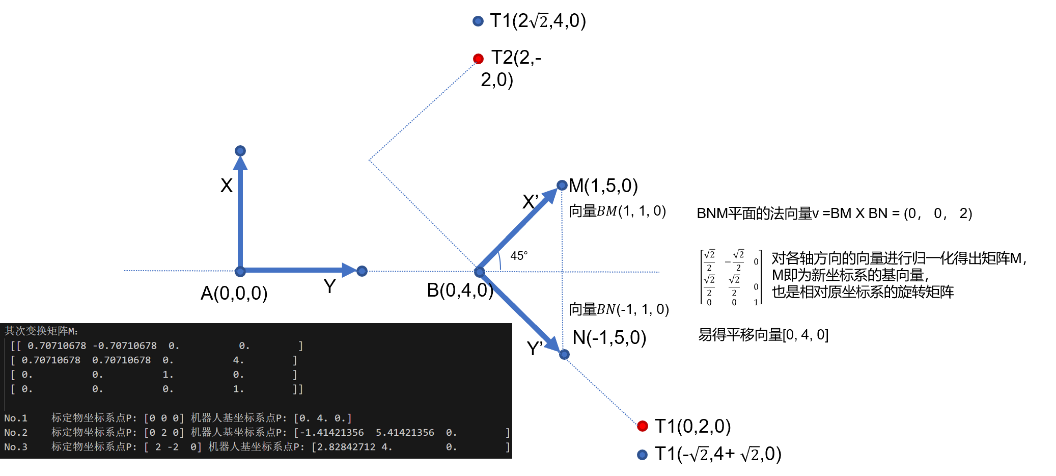 T1(2√2,4,0)
T2(2,-
2,0)
X
Y
A(0,0,0)
M(1,5,0)
X’
向量BM(1, 1, 0)
45°
B(0,4,0)
向量BN(-1, 1, 0)
Y’
N(-1,5,0)
T1(0,2,0)
T1(-√2,4+ √2,0)
BNM平面的法向量v =BM X BN = (0， 0， 2)
√2/2 -√2/2 0
√2/2 √2/2 0
0 0 1
对各轴方向的向量进行归一化得出矩阵M，
M即为新坐标系的基向量，
也是相对原坐标系的旋转矩阵
易得平移向量[0, 4, 0]
其次变换矩阵M：
[[ 0.70710678 -0.70710678 0. 0. ]
[ 0.70710678 0.70710678 0. 4. ]
[ 0. 0. 1. 0. ]
[ 0. 0. 0. 1. ]]
No.1 标定物坐标系点P: [0 0 0] 机器人基坐标系点P: [0. 4. 0.]
No.2 标定物坐标系点P: [0 2 0] 机器人基坐标系点P: [-1.41421356 5.41421356 0. ]
No.3 标定物坐标系点P: [ 2 -2 0] 机器人基坐标系点P: [2.82842712 4. 0. ]